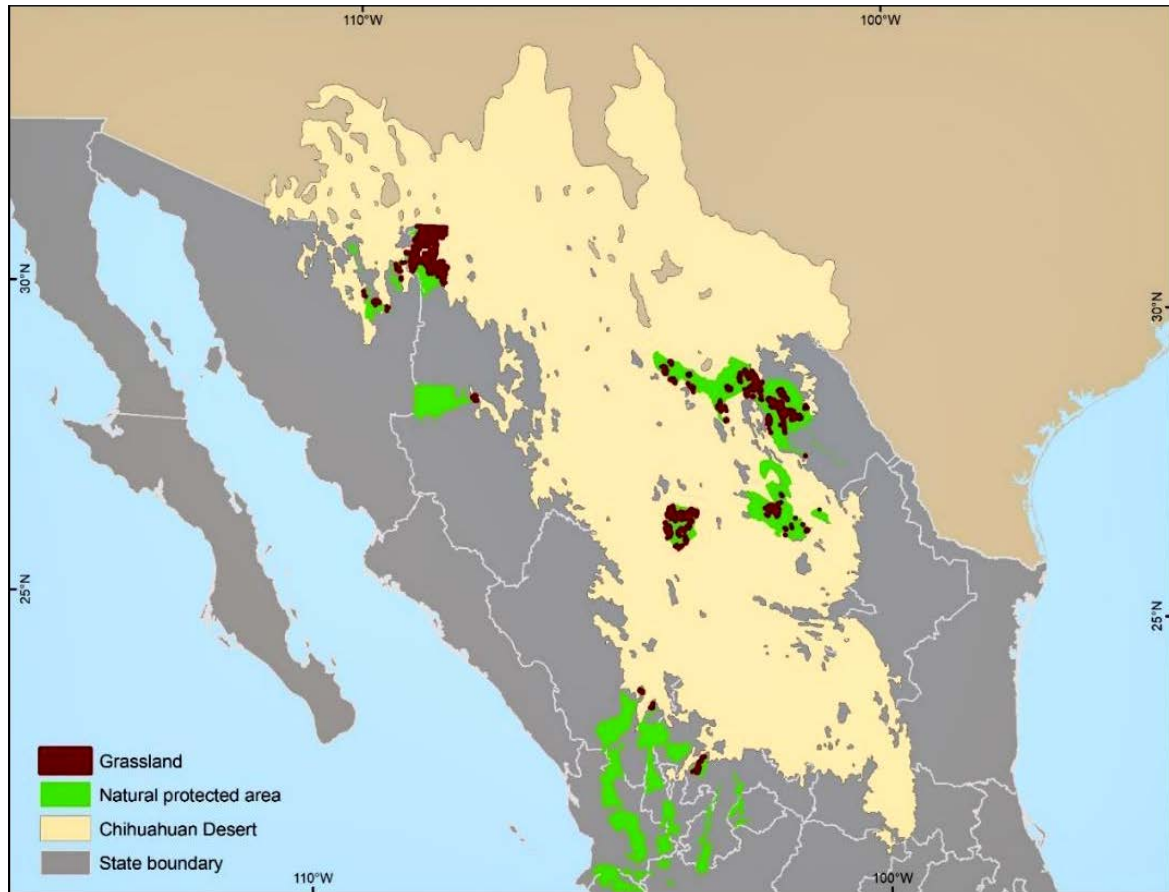 110°W
100°W
30°N
30°N
25°N
25°N
Grassland
Natural protected area
Chihuahuan Desert
State boundary
110°W
100°W